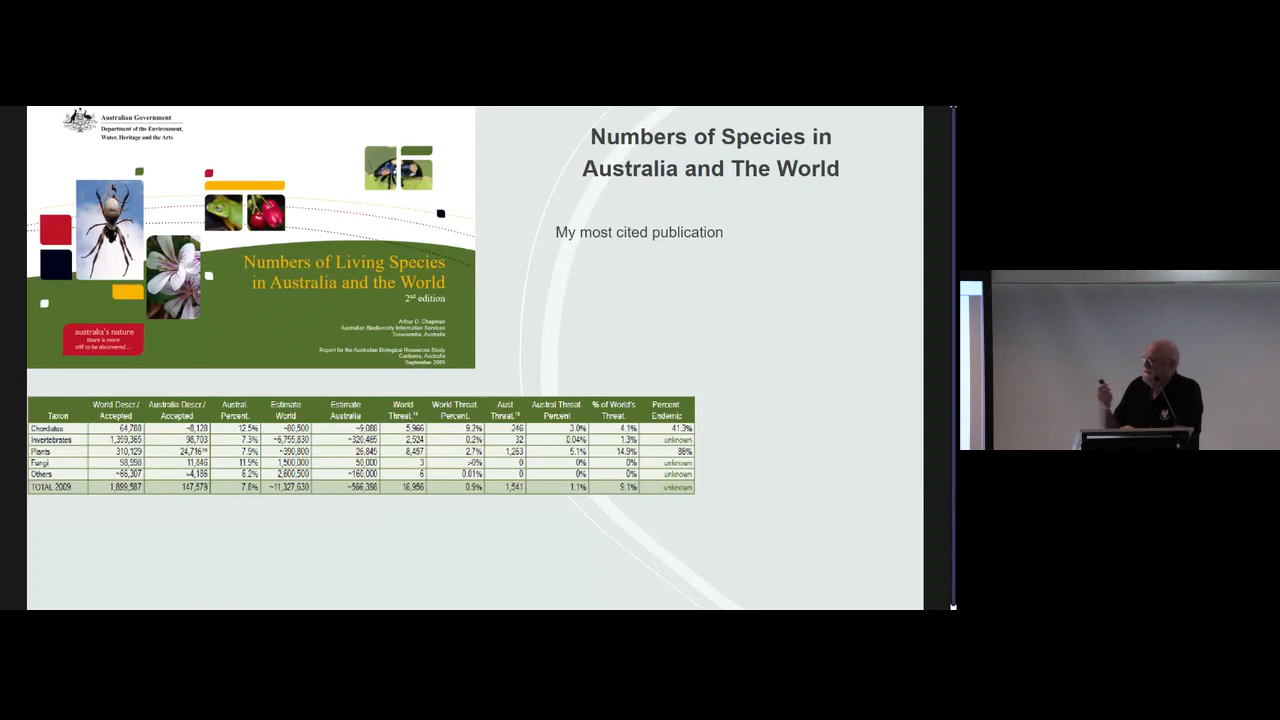 Australian Government
Department of the Environment,
Water, Heritage and the Arts
Numbers of Living Species
in Australia and the World
2nd edition
Arthur D. Chapman
Australian Biodiversity Information Services
Toowoomba, Australia
Report for the Australian Biological Resources Study
Canberra, Australia
September 2009
australia's nature
there is more
still to be discovered...
Numbers of Species in
Australia and The World
My most cited publication
Taxon World Descr./ Accepted Australia Descr./ Accepted Austral. Percent. Estimate World Estimate Australia World Threat. World Threat. Percent. Aust Threat. Austral Threat Percent % of World's Threat. Percent Endemic
Chordates 64,788 ~8,128 12.5% ~80,500 ~9,088 5,966 9.2% 246 3.0% 4.1% 41.3%
Invertebrates 1,359,365 98,703 7.3% ~6,755,830 ~320,465 2,524 0.2% 32 0.04% 1.3% unknown
Plants 310,129 24,716 7.9% ~390,800 26,845 8,457 2.7% 1,263 5.1% 14.9% 86%
Fungi 98,998 11,846 11.9% 1,500,000 50,000 3 >0% 0 0% 0% unknown
Others ~66,307 >4,186 6.2% 2,600,500 ~160,000 6 0.01% 0 0% 0% unknown
TOTAL 2009 1,899,587 147,579 7.8% ~11,327,630 ~566,398 16,956 0.9% 1,541 1.1% 9.1% unknown